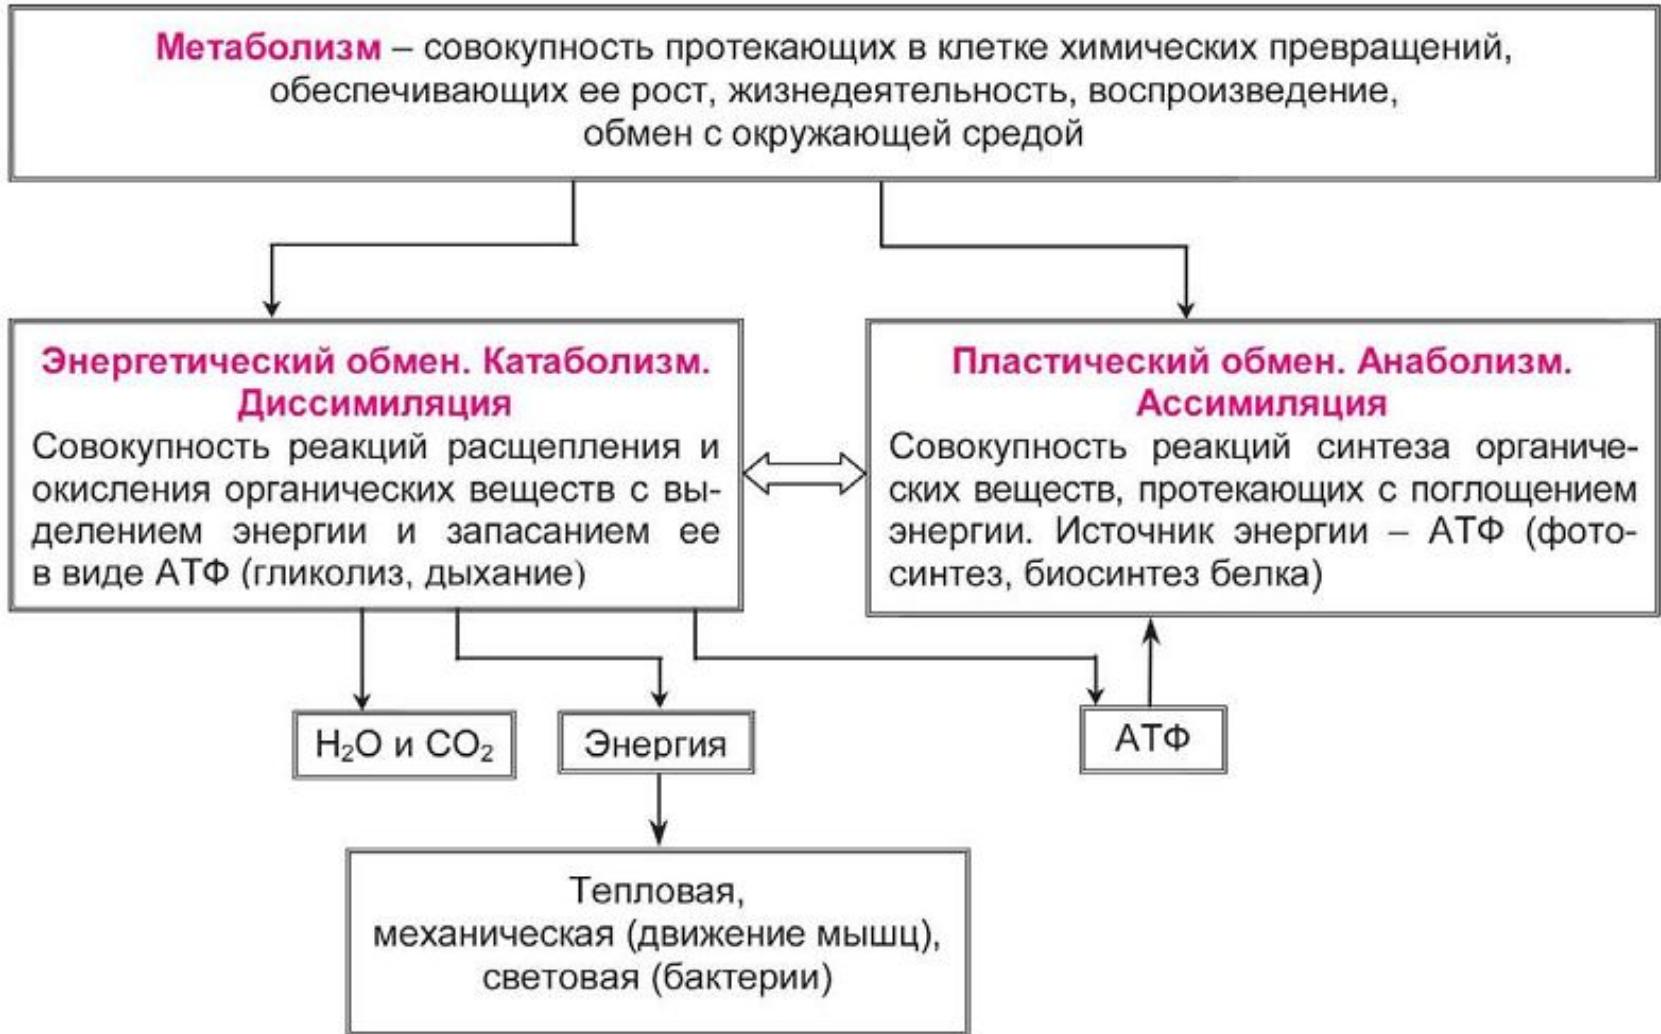 Метаболизм – совокупность протекающих в клетке химических превращений,
обеспечивающих ее рост, жизнедеятельность, воспроизведение,
обмен с окружающей средой
Энергетический обмен. Катаболизм.
Диссимиляция
Совокупность реакций расщепления и
окисления органических веществ с вы-
делением энергии и запасанием ее
в виде АТФ (гликолиз, дыхание)
Пластический обмен. Анаболизм.
Ассимиляция
Совокупность реакций синтеза органиче-
ских веществ, протекающих с поглощением
энергии. Источник энергии – АТФ (фото-
синтез, биосинтез белка)
H₂O и CO₂
Энергия
АТФ
Тепловая,
механическая (движение мышц),
световая (бактерии)